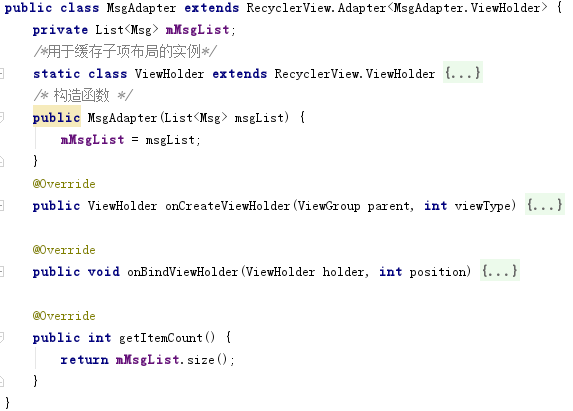 public class MsgAdapter extends RecyclerView.Adapter<MsgAdapter.ViewHolder> {
    private List<Msg> mMsgList;
    /*用于缓存子项布局的实例*/
    static class ViewHolder extends RecyclerView.ViewHolder {...}
    /* 构造函数 */
    public MsgAdapter(List<Msg> msgList) {
        mMsgList = msgList;
    }
    @Override
    public ViewHolder onCreateViewHolder(ViewGroup parent, int viewType) {...}
    @Override
    public void onBindViewHolder(ViewHolder holder, int position) {...}
    @Override
    public int getItemCount() {
        return mMsgList.size();
    }
}